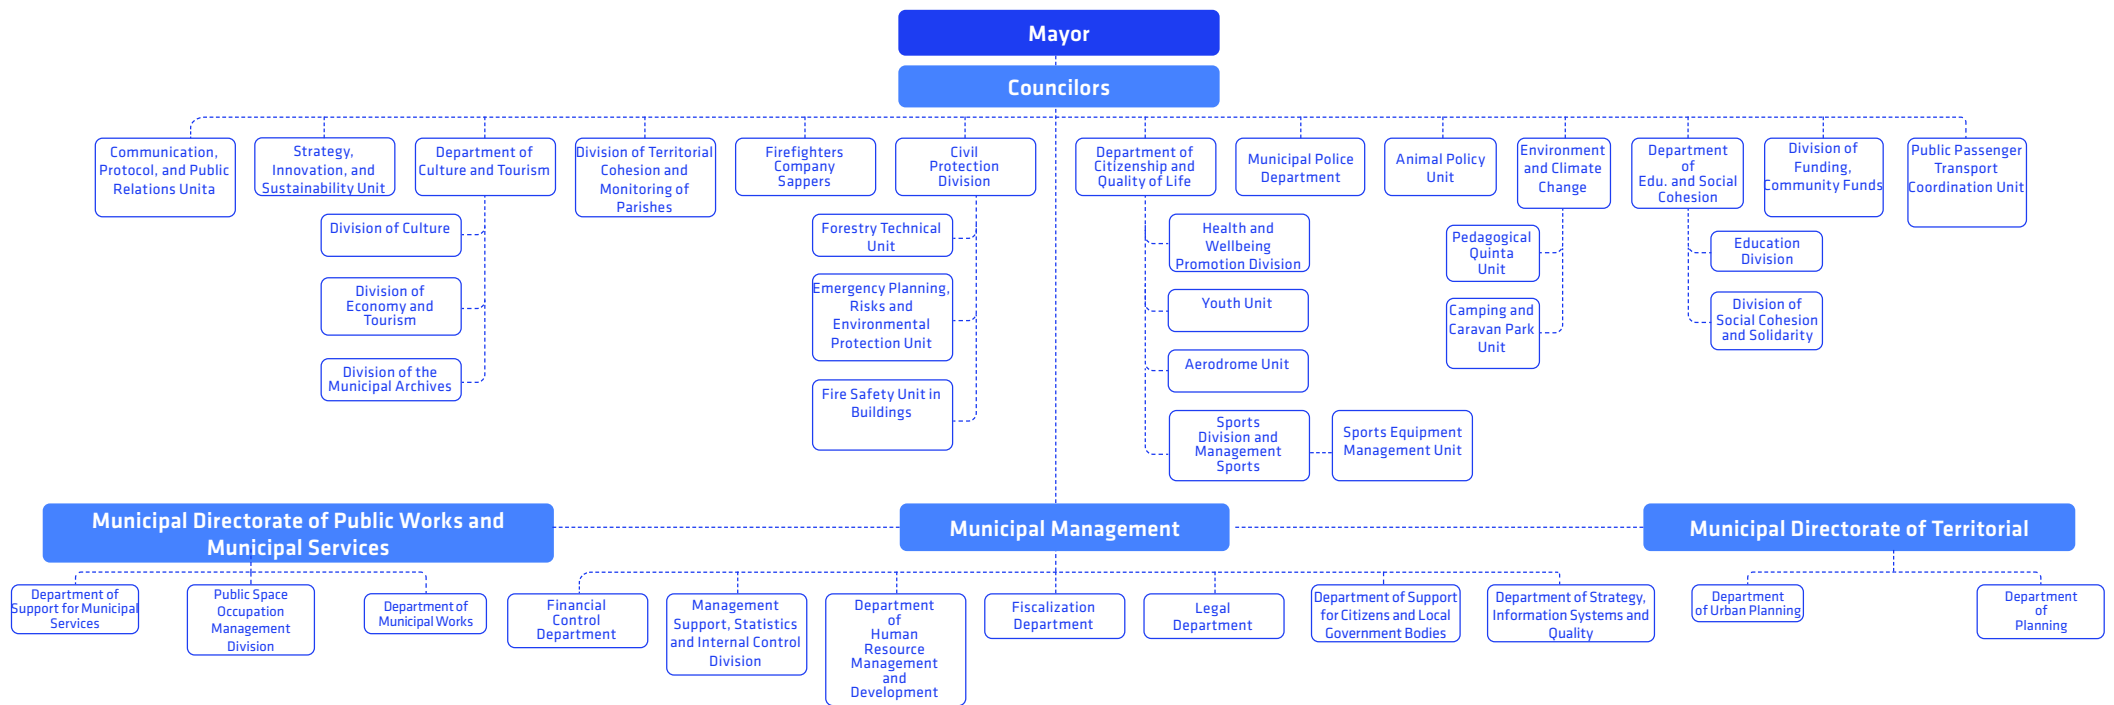 Mayor
Councilors
Communication,
Protocol, and Public
Relations Unita
Strategy,
Innovation, and
Sustainability Unit
Department of
Culture and Tourism
Division of Territorial
Cohesion and
Monitoring of
Parishes
Firefighters
Company
Sappers
Civil
Protection
Division
Department of
Citizenship and
Quality of Life
Municipal Police
Department
Animal Policy
Unit
Environment
and Climate
Change
Department
of
Edu. and Social
Cohesion
Division of
Funding,
Community Funds
Public Passenger
Transport
Coordination Unit
Division of Culture
Division of
Economy and
Tourism
Division of the
Municipal Archives
Forestry Technical
Unit
Emergency Planning,
Risks and
Environmental
Protection Unit
Fire Safety Unit in
Buildings
Health and
Wellbeing
Promotion Division
Youth Unit
Aerodrome Unit
Sports
Division and
Management
Sports
Sports Equipment
Management Unit
Pedagogical
Quinta
Unit
Camping and
Caravan Park
Unit
Education
Division
Division of
Social Cohesion
and Solidarity
Municipal Directorate of Public Works and
Municipal Services
Municipal Management
Municipal Directorate of Territorial
Department of
Support for Municipal
Services
Public Space
Occupation
Management
Division
Department of
Municipal Works
Financial
Control
Department
Management
Support, Statistics
and Internal Control
Division
Department
of
Human
Resource
Management
and
Development
Fiscalization
Department
Legal
Department
Department of Support
for Citizens and Local
Government Bodies
Department of Strategy,
Information Systems and
Quality
Department
of Urban Planning
Department
of
Planning